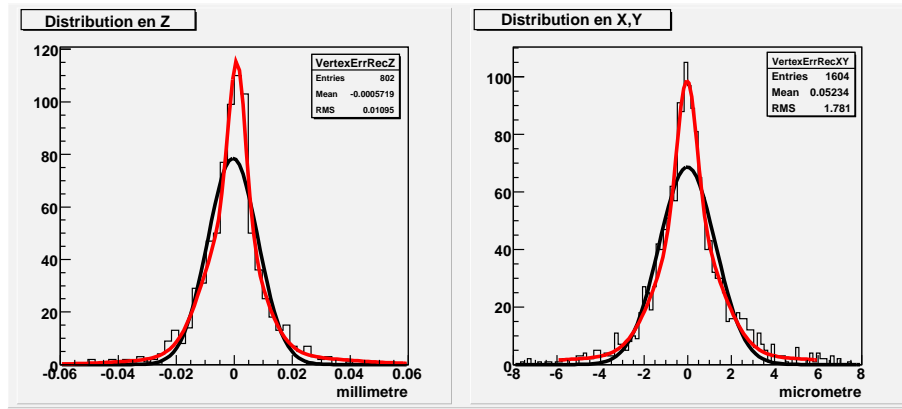 Distribution en Z
VertexErrRecZ
Entries 802
Mean -0.0005719
RMS 0.01095
120
100
80
60
40
20
0
-0.06 -0.04 -0.02 0 0.02 0.04 0.06
millimetre
Distribution en X,Y
VertexErrRecXY
Entries 1604
Mean 0.05234
RMS 1.781
100
80
60
40
20
0
-8 -6 -4 -2 0 2 4 6 8
micrometre